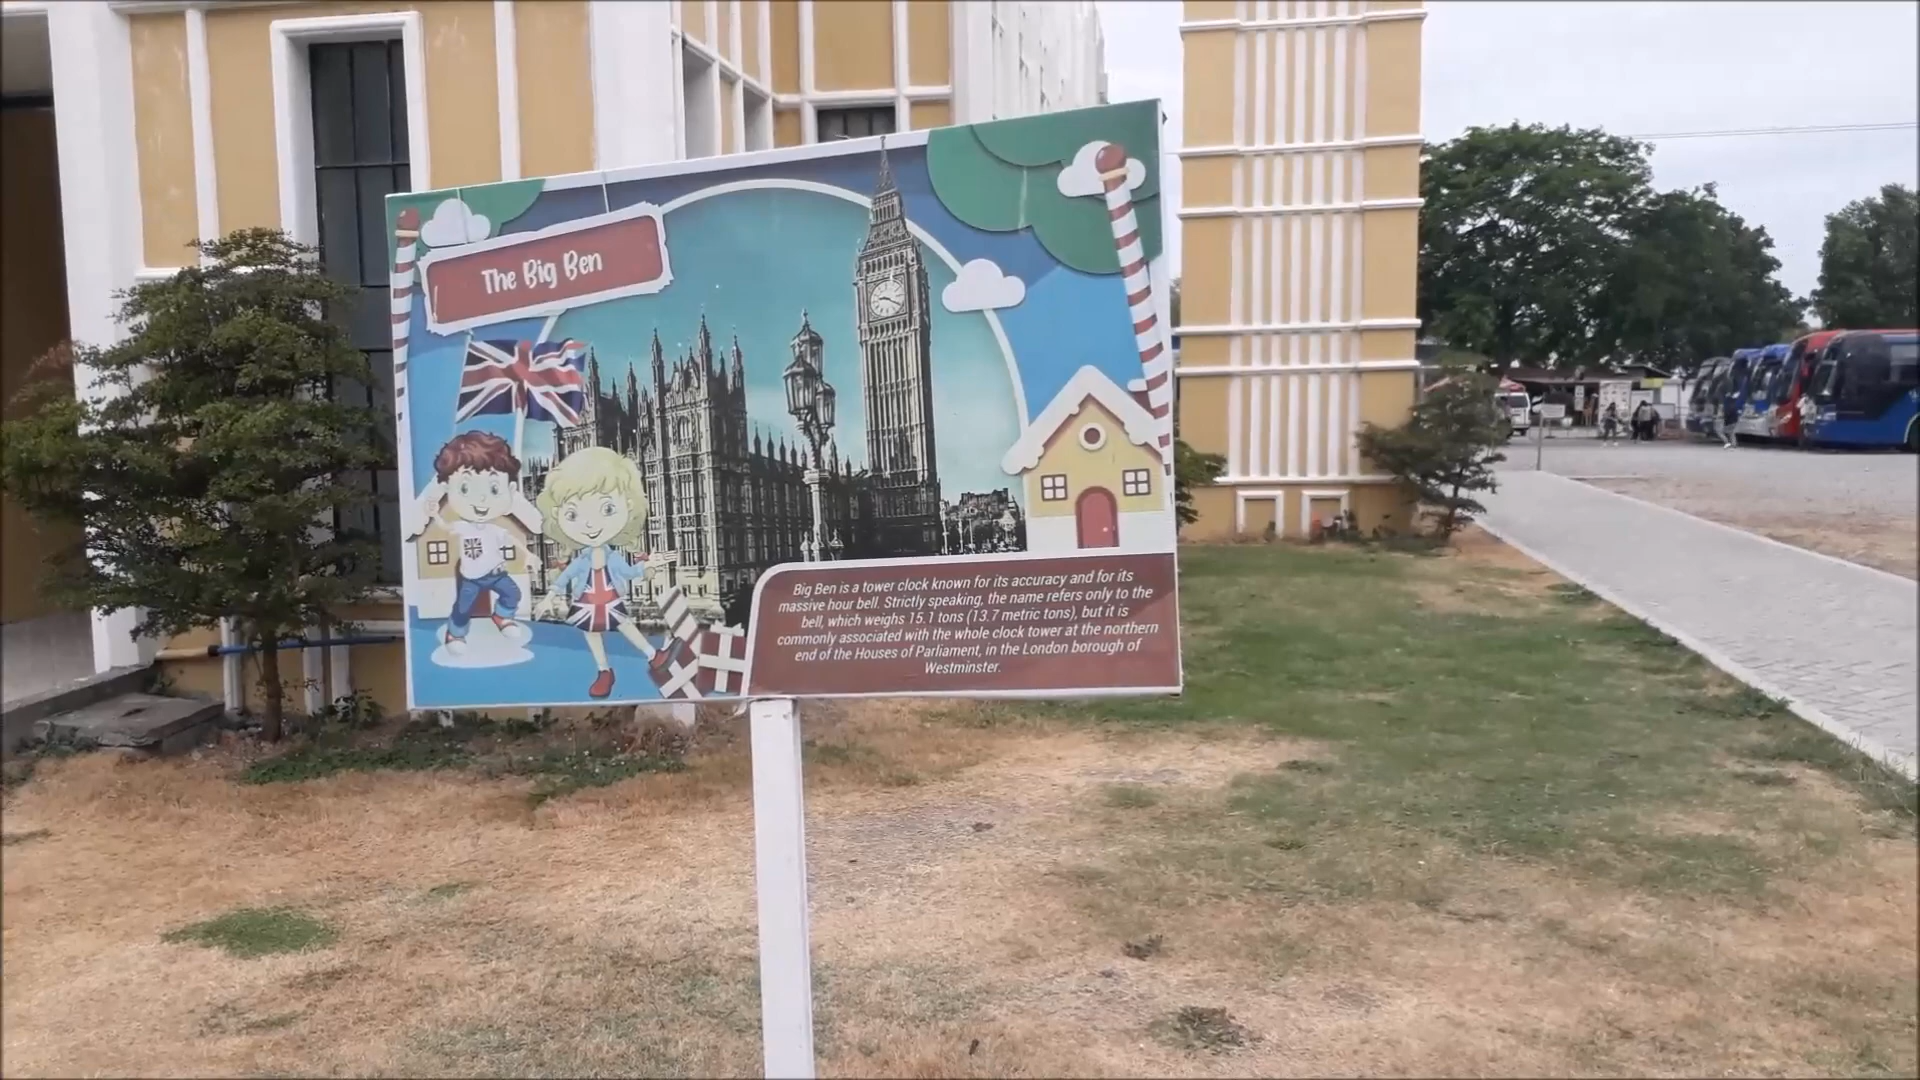 The Big Ben
Big Ben is a tower clock known for its accuracy and for its
massive hour bell. Strictly speaking, the name refers only to the
bell, which weighs 15.1 tons (13.7 metric tons), but it is
commonly associated with the whole clock tower at the northern
end of the Houses of Parliament, in the London borough of
Westminster.